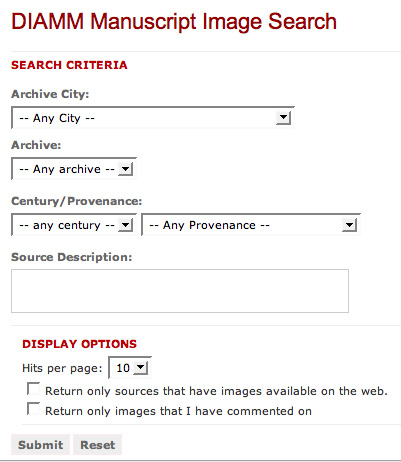 DIAMM Manuscript Image Search
SEARCH CRITERIA
Archive City:
-- Any City --
Archive:
-- Any archive --
Century/Provenance:
-- any century -- -- Any Provenance --
Source Description:
DISPLAY OPTIONS
Hits per page: 10
Return only sources that have images available on the web.
Return only images that I have commented on
Submit Reset